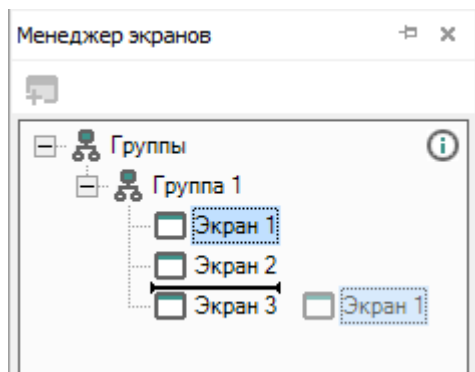 Менеджер экранов
Группы
Группа 1
Экран 1
Экран 2
Экран 3 Экран 1